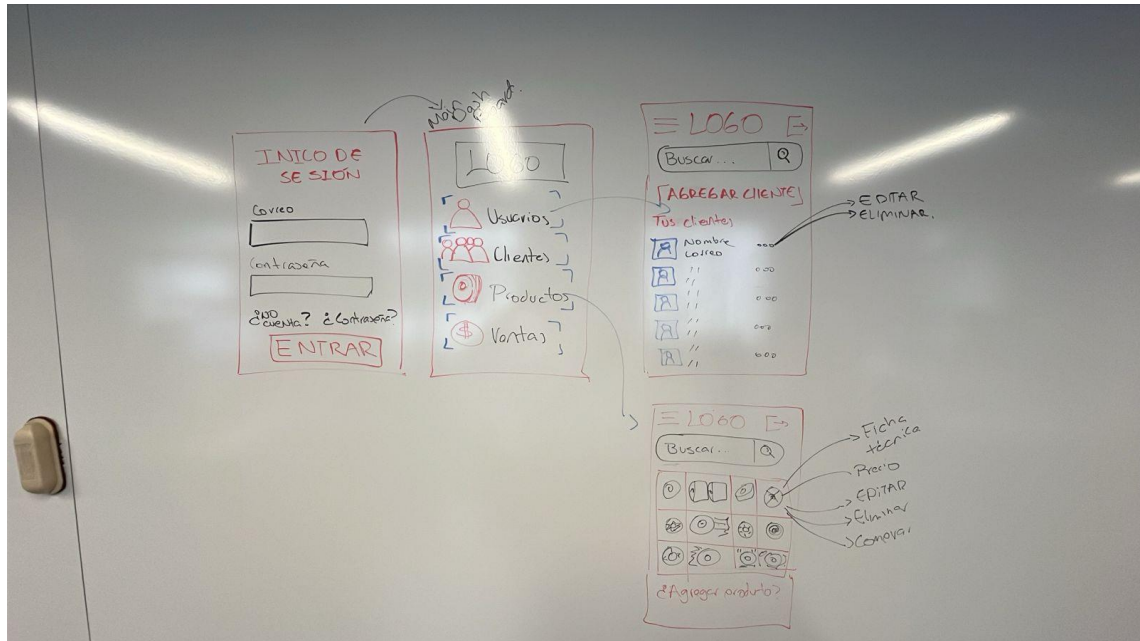 INICO DE
SESIÓN
Correo
Contraseña
¿NO
CUENTA? ¿Contraseña?
ENTRAR
LOGO
Usuarios
Clientes
Productos
$ Ventas
LOGO
Buscar...
[AGREGAR CLIENTE]
Tus clientes
Nombre
Correo
EDITAR
ELIMINAR.
LOGO
Buscar...
Ficha
técnica
Precio
EDITAR
Eliminar
¿Agregar producto?